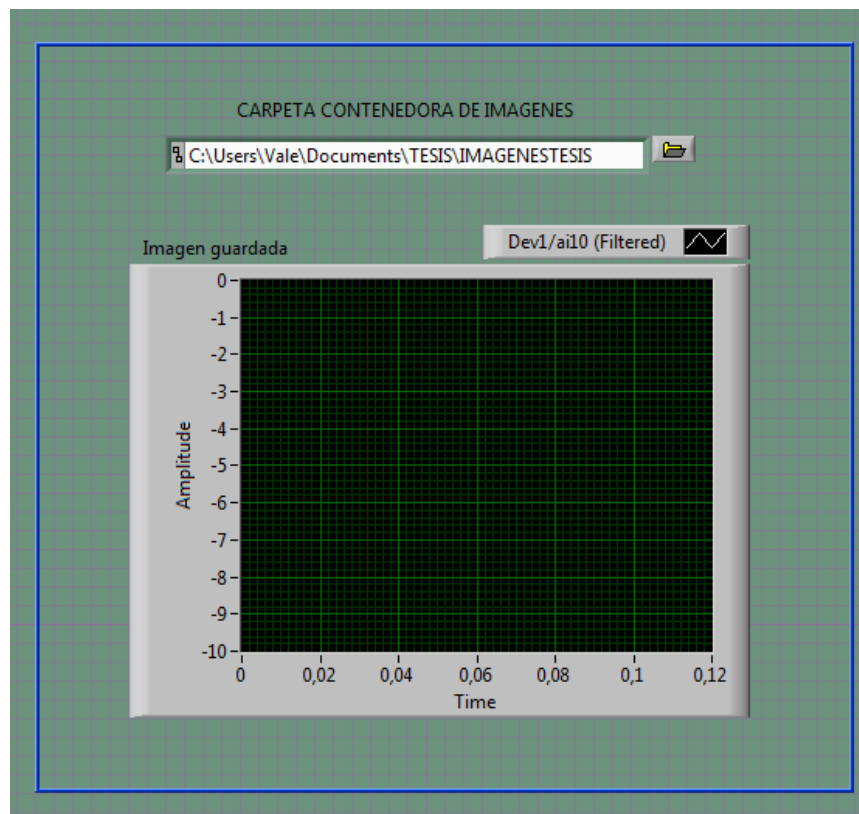 CARPETA CONTENEDORA DE IMAGENES
C:\Users\Vale\Documents\TESIS\IMAGENESTESIS
Imagen guardada
Dev1/ai10 (Filtered)
0
-1
-2
-3
-4
-5
-6
-7
-8
-9
-10
Amplitude
0 0,02 0,04 0,06 0,08 0,1 0,12
Time